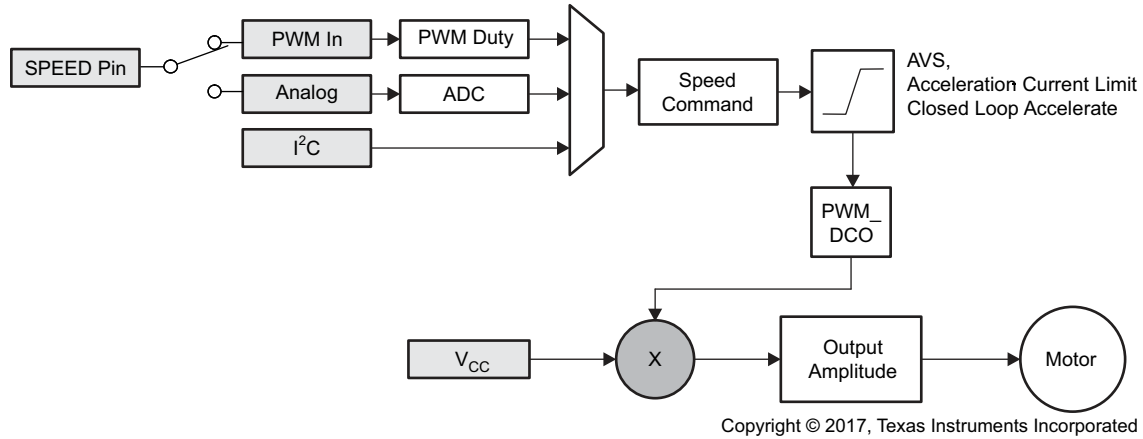 SPEED Pin
PWM In
PWM Duty
Analog
ADC
I²C
Speed
Command
AVS,
Acceleration Current Limit
Closed Loop Accelerate
PWM_
DCO
V_CC
X
Output
Amplitude
Motor
Copyright © 2017, Texas Instruments Incorporated